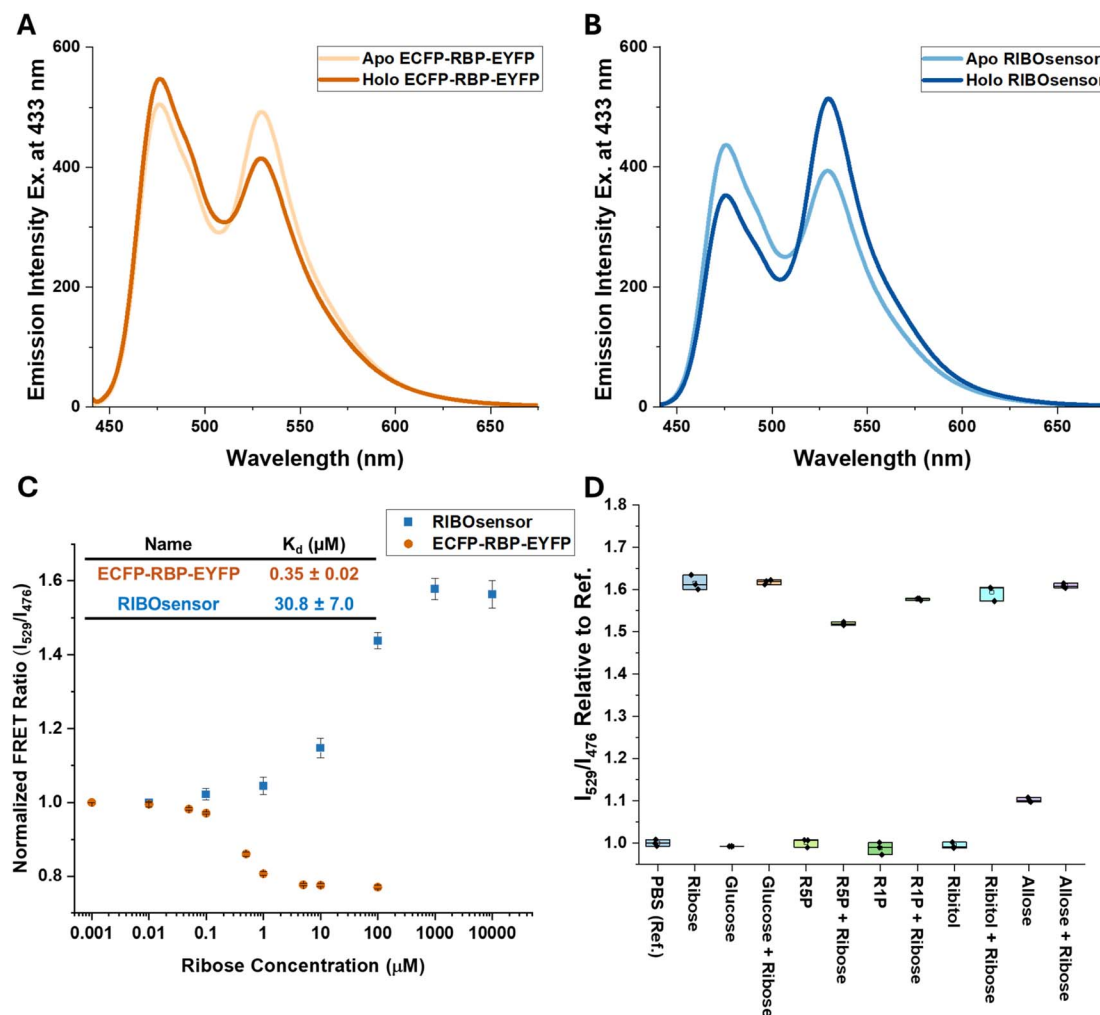 A
600
400
200
0
Emission Intensity Ex. at 433 nm
Apo ECFP-RBP-EYFP
Holo ECFP-RBP-EYFP
450
500
550
600
650
Wavelength (nm)
B
600
400
200
0
Emission Intensity Ex. at 433 nm
Apo RIBOsensor
Holo RIBOsensor
450
500
550
600
650
Wavelength (nm)
C
RIBOsensor
ECFP-RBP-EYFP
Name Kd (μM)
ECFP-RBP-EYFP 0.35 ± 0.02
RIBOsensor 30.8 ± 7.0
1.6
1.4
1.2
1.0
0.8
Normalized FRET Ratio (I529/I476)
0.001
0.01
0.1
1
10
100
1000
10000
Ribose Concentration (μM)
D
1.8
1.7
1.6
1.5
1.4
1.3
1.2
1.1
1.0
I529/I476 Relative to Ref.
PBS (Ref.)
Ribose
Glucose
Glucose + Ribose
R5P
R5P + Ribose
R1P
R1P + Ribose
Ribitol
Ribitol + Ribose
Allose
Allose + Ribose